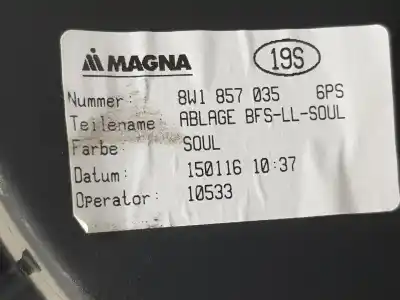 MAGNA 19S
Nummer: 8W1 857 035 6PS
Teilename: ABLAGE BFS-LL-SOUL
Farbe: SOUL
Datum: 150116 10:37
Operator: 10533